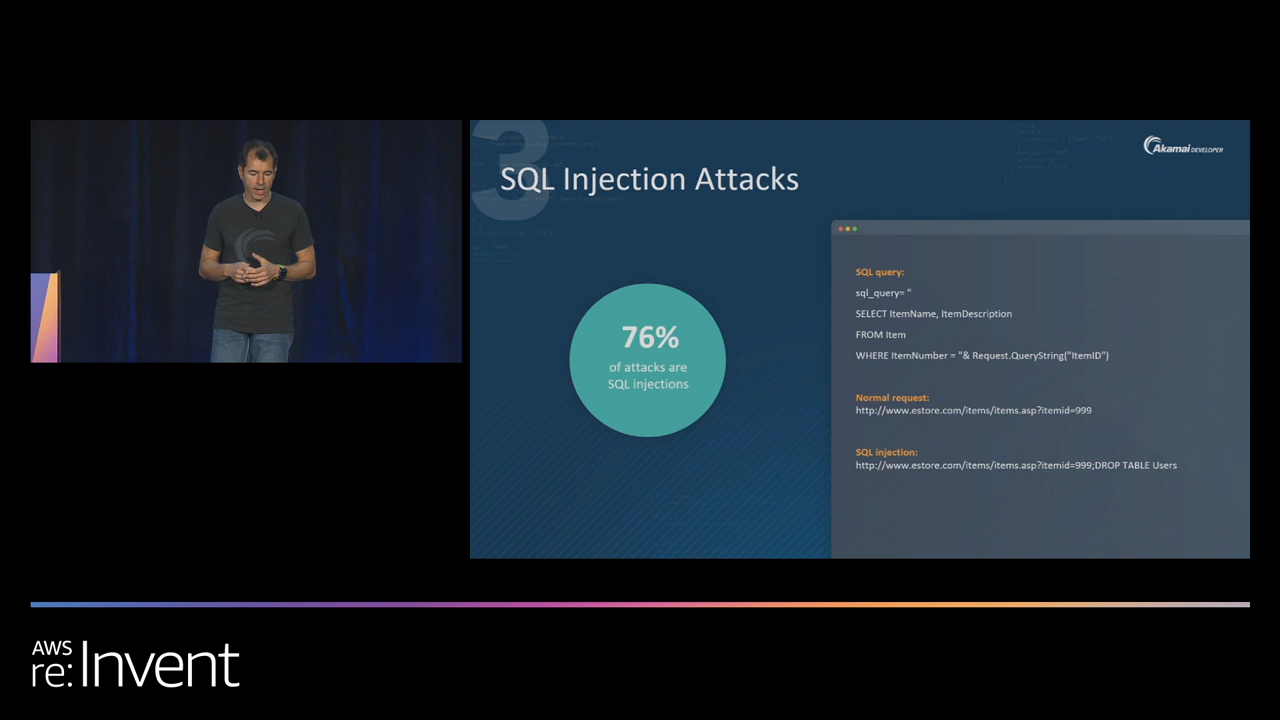 3
SQL Injection Attacks
Akamai DEVELOPER
76%
of attacks are
SQL injections
SQL query:
sql_query= "
SELECT ItemName, ItemDescription
FROM Item
WHERE ItemNumber = "& Request.QueryString("ItemID")
Normal request:
http://www.estore.com/items/items.asp?itemid=999
SQL injection:
http://www.estore.com/items/items.asp?itemid=999;DROP TABLE Users
AWS
re:Invent